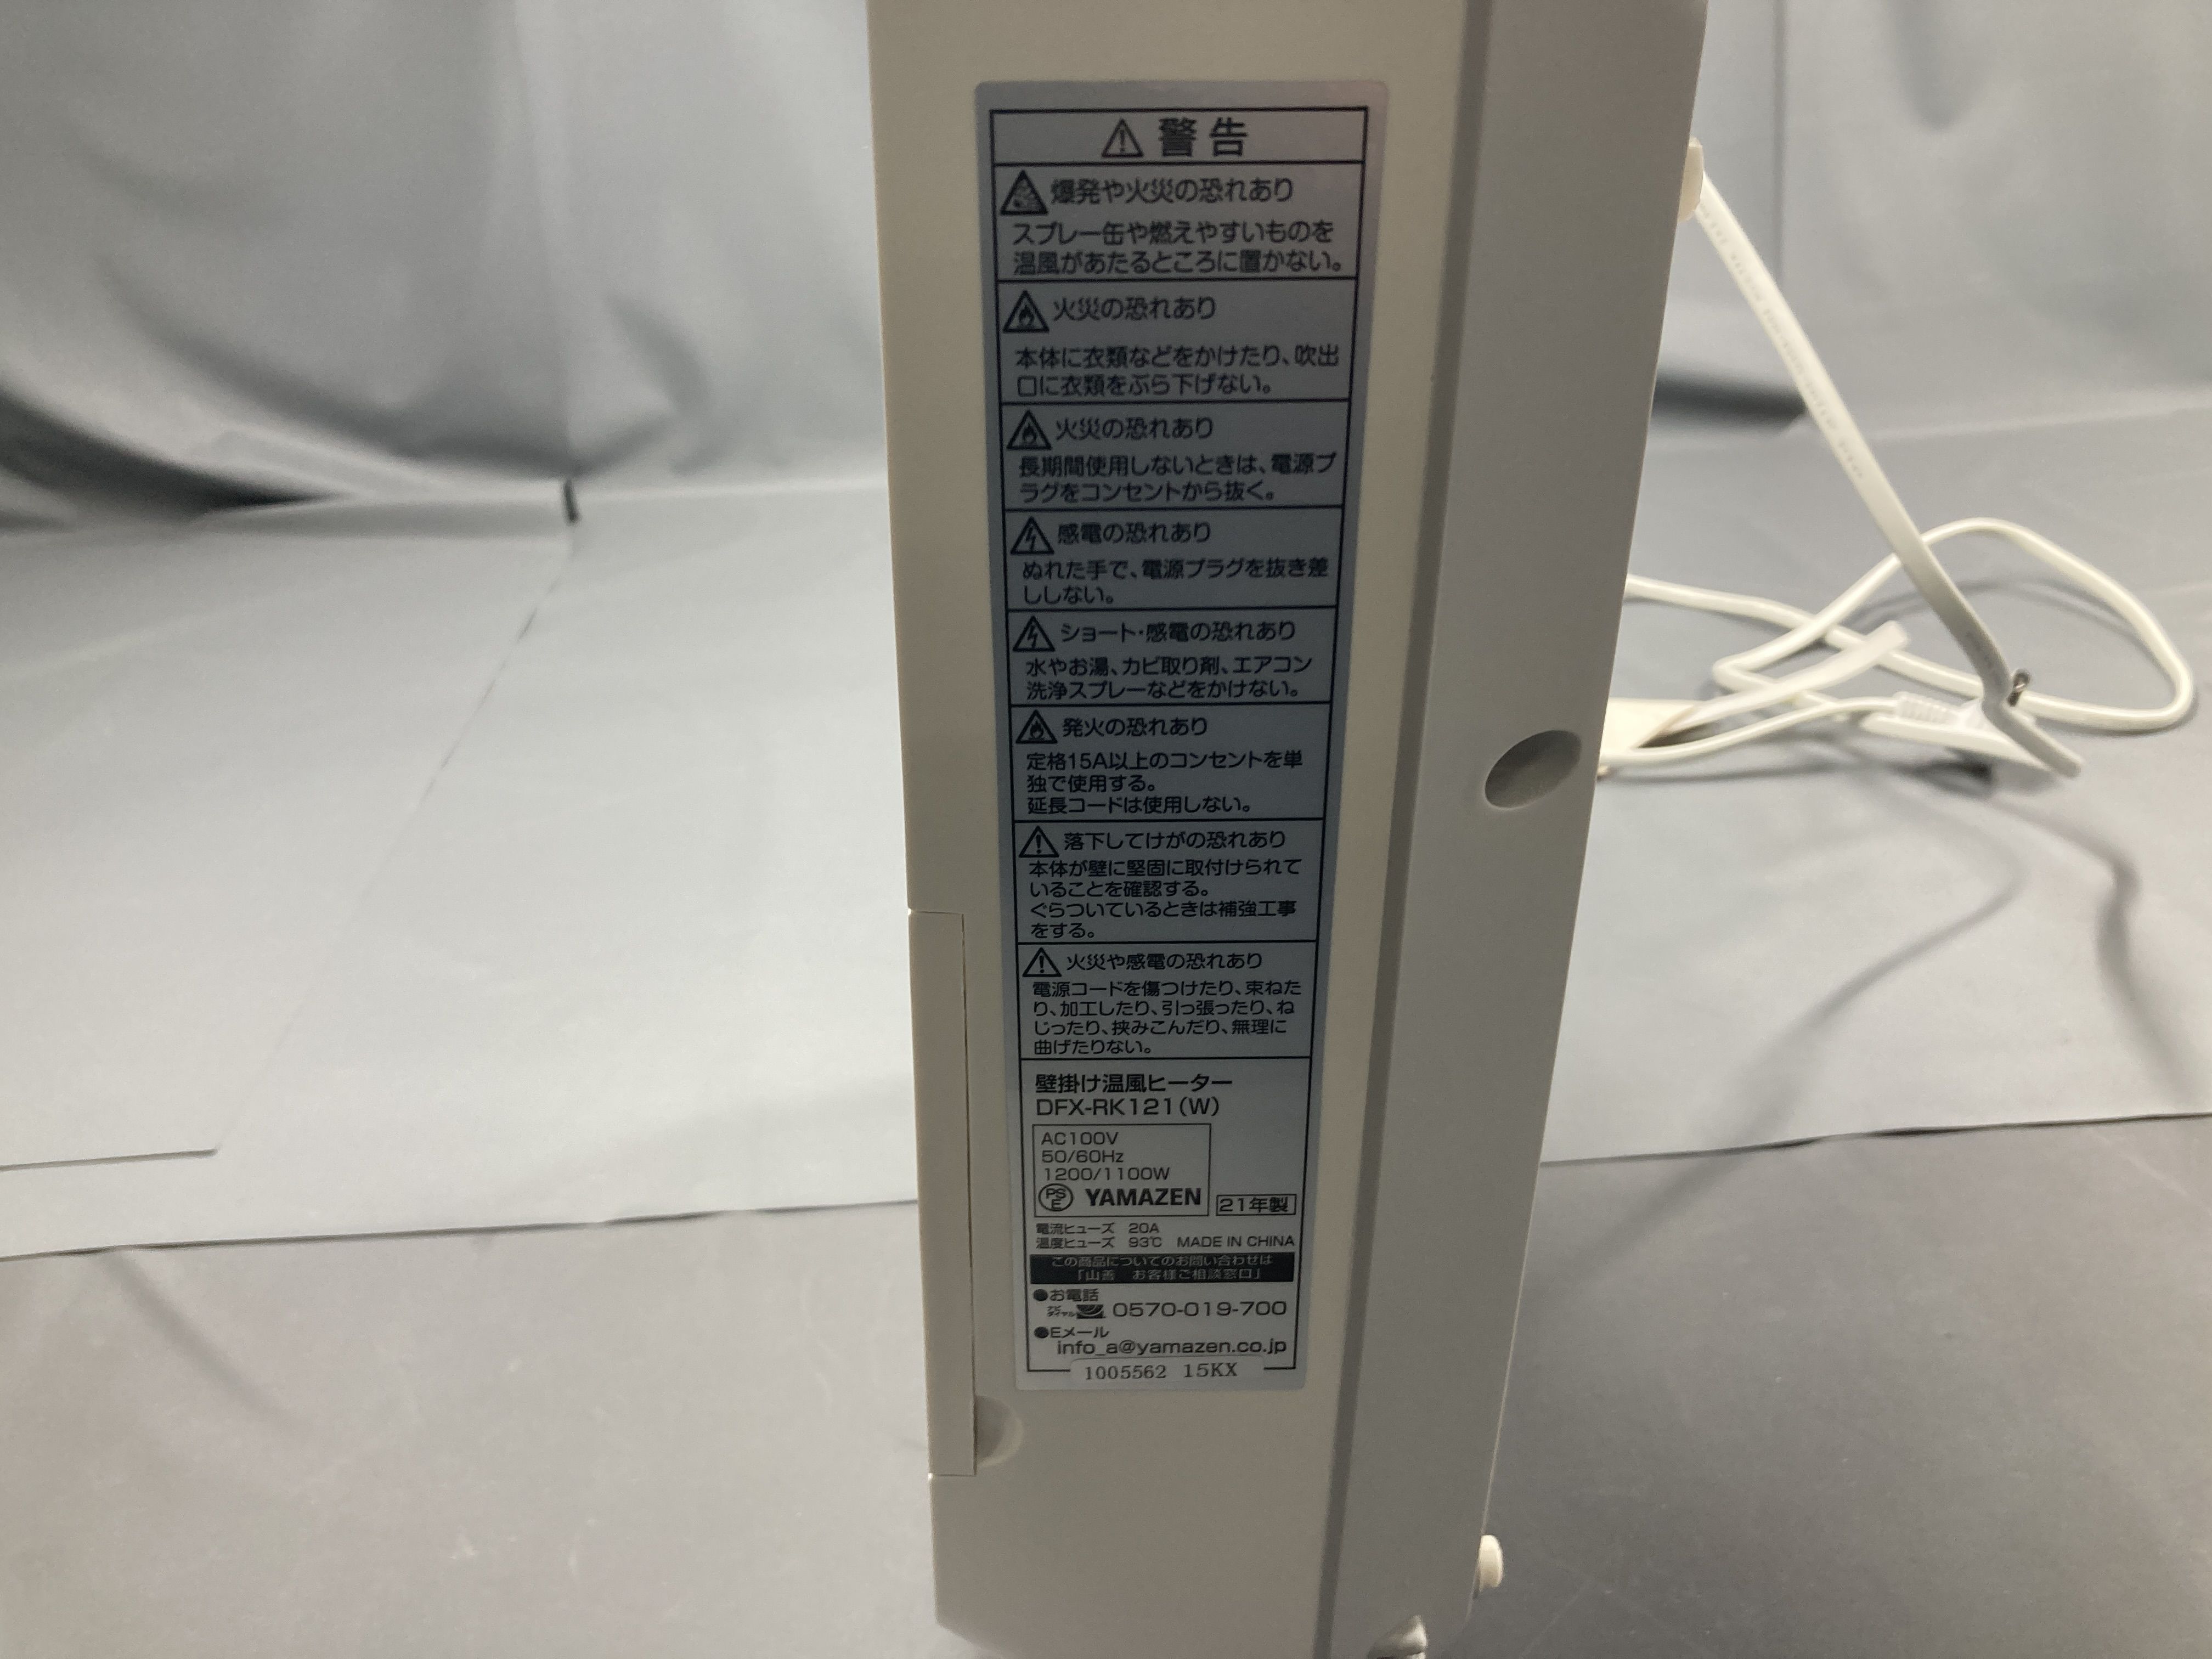 警告
爆発や火災の恐れあり
スプレー缶や燃えやすいものを
温風があたるところに置かない。
火災の恐れあり
本体に衣類などをかけたり、吹出
口に衣類をぶら下げない。
火災の恐れあり
長期間使用しないときは、電源プ
ラグをコンセントから抜く。
感電の恐れあり
ぬれた手で、電源プラグを抜き差
ししない。
ショート・感電の恐れあり
水やお湯、カビ取り剤、エアコン
洗浄スプレーなどをかけない。
発火の恐れあり
定格15A以上のコンセントを単
独で使用する。
延長コードは使用しない。
落下してけがの恐れあり
本体が壁に堅固に取付けられて
いることを確認する。
ぐらついているときは補強工事
をする。
火災や感電の恐れあり
電源コードを傷つけたり、束ねた
り、加工したり、引っ張ったり、ね
じったり、挟みこんだり、無理に
曲げたりない。
壁掛け温風ヒーター
DFX-RK121(W)
AC100V
50/60Hz
1200/1100W
PS E YAMAZEN 21年製
電流ヒューズ 20A
温度ヒューズ 93℃ MADE IN CHINA
この商品についてのお問い合わせは
「山善 お客様ご相談窓口」
●お電話
ナビダイヤル 0570-019-700
●Eメール
info_a@yamazen.co.jp
1005562 15KX